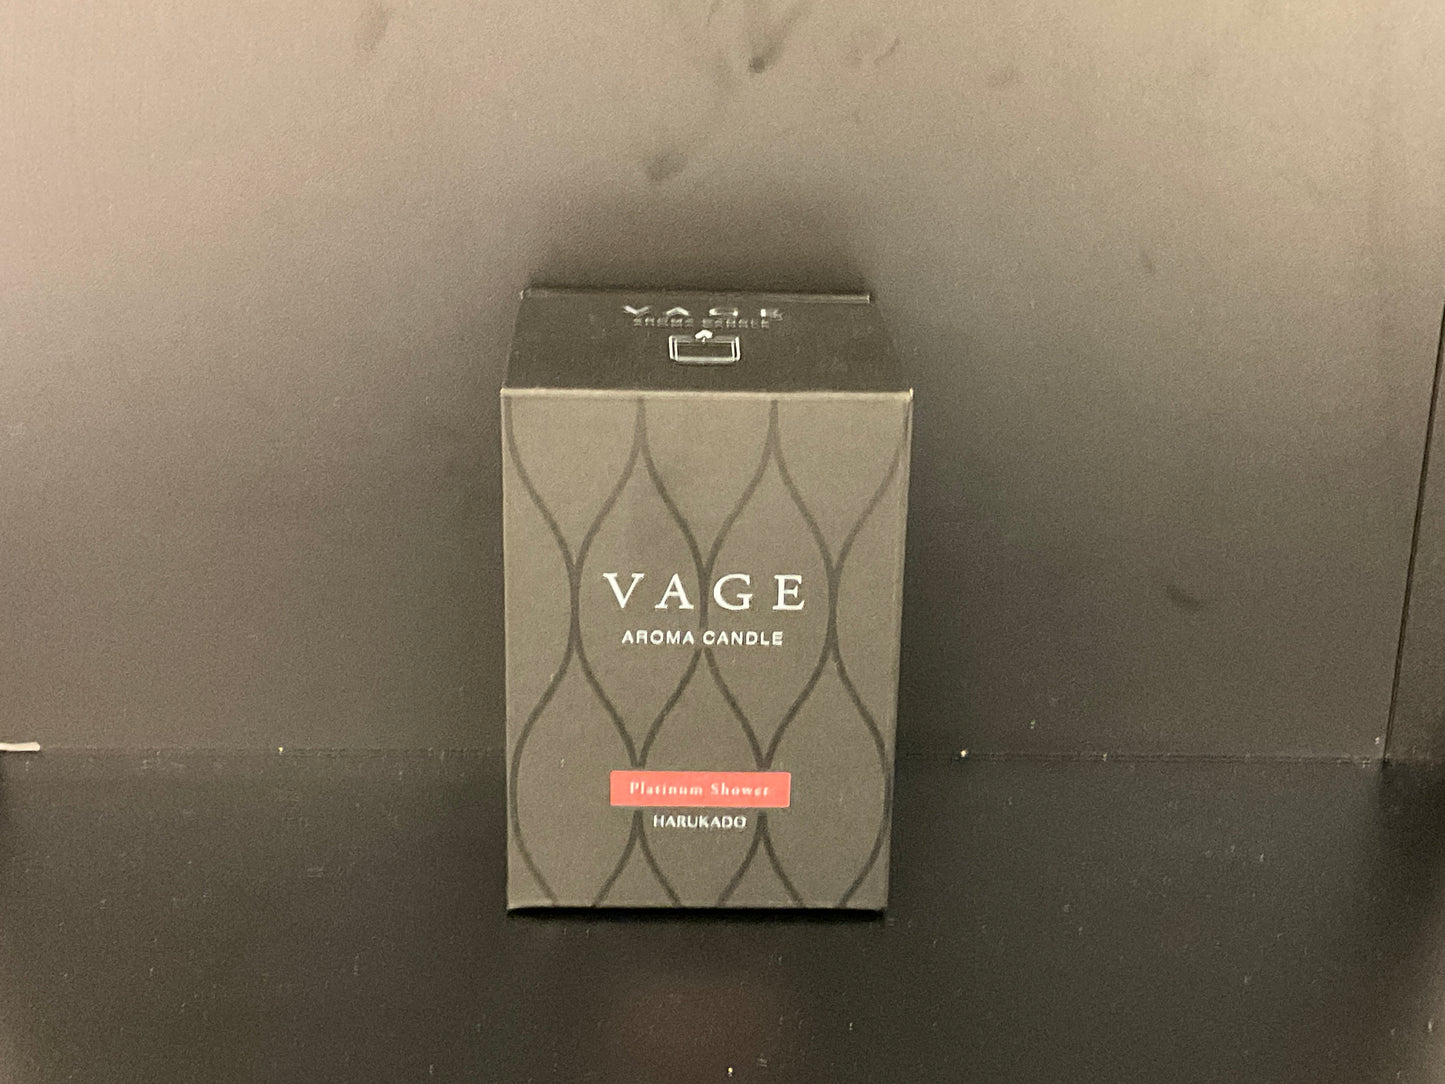 VAGE
AROMA CANDLE
VAGE
AROMA CANDLE
Platinum Shower
HARUKADO